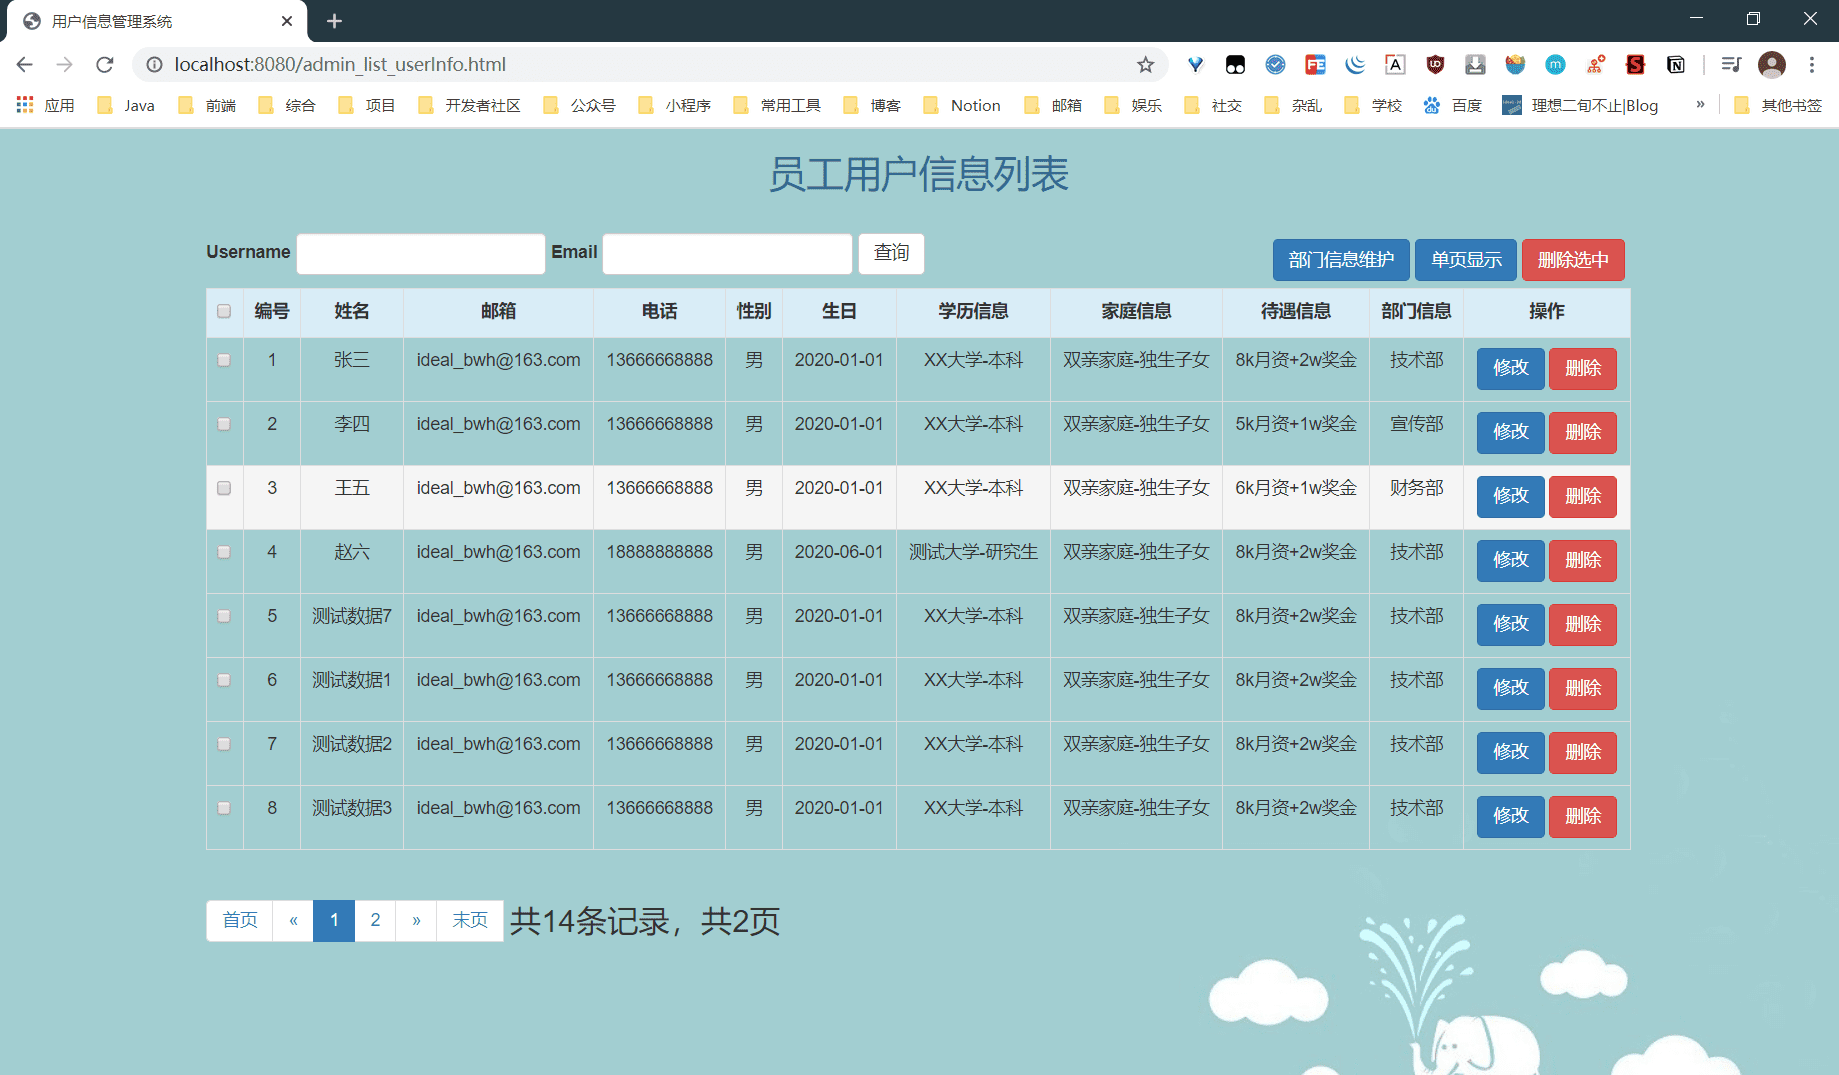 用户信息管理系统
localhost:8080/admin_list_userInfo.html
应用 Java 前端 综合 项目 开发者社区 公众号 小程序 常用工具 博客 Notion 邮箱 娱乐 社交 杂乱 学校 百度 理想二旬不止|Blog » 其他书签
员工用户信息列表
Username Email 查询 部门信息维护 单页显示 删除选中
编号 姓名 邮箱 电话 性别 生日 学历信息 家庭信息 待遇信息 部门信息 操作
1 张三 ideal_bwh@163.com 13666668888 男 2020-01-01 XX大学-本科 双亲家庭-独生子女 8k月资+2w奖金 技术部 修改 删除
2 李四 ideal_bwh@163.com 13666668888 男 2020-01-01 XX大学-本科 双亲家庭-独生子女 5k月资+1w奖金 宣传部 修改 删除
3 王五 ideal_bwh@163.com 13666668888 男 2020-01-01 XX大学-本科 双亲家庭-独生子女 6k月资+1w奖金 财务部 修改 删除
4 赵六 ideal_bwh@163.com 18888888888 男 2020-06-01 测试大学-研究生 双亲家庭-独生子女 8k月资+2w奖金 技术部 修改 删除
5 测试数据7 ideal_bwh@163.com 13666668888 男 2020-01-01 XX大学-本科 双亲家庭-独生子女 8k月资+2w奖金 技术部 修改 删除
6 测试数据1 ideal_bwh@163.com 13666668888 男 2020-01-01 XX大学-本科 双亲家庭-独生子女 8k月资+2w奖金 技术部 修改 删除
7 测试数据2 ideal_bwh@163.com 13666668888 男 2020-01-01 XX大学-本科 双亲家庭-独生子女 8k月资+2w奖金 技术部 修改 删除
8 测试数据3 ideal_bwh@163.com 13666668888 男 2020-01-01 XX大学-本科 双亲家庭-独生子女 8k月资+2w奖金 技术部 修改 删除
首页 « 1 2 » 末页 共14条记录，共2页